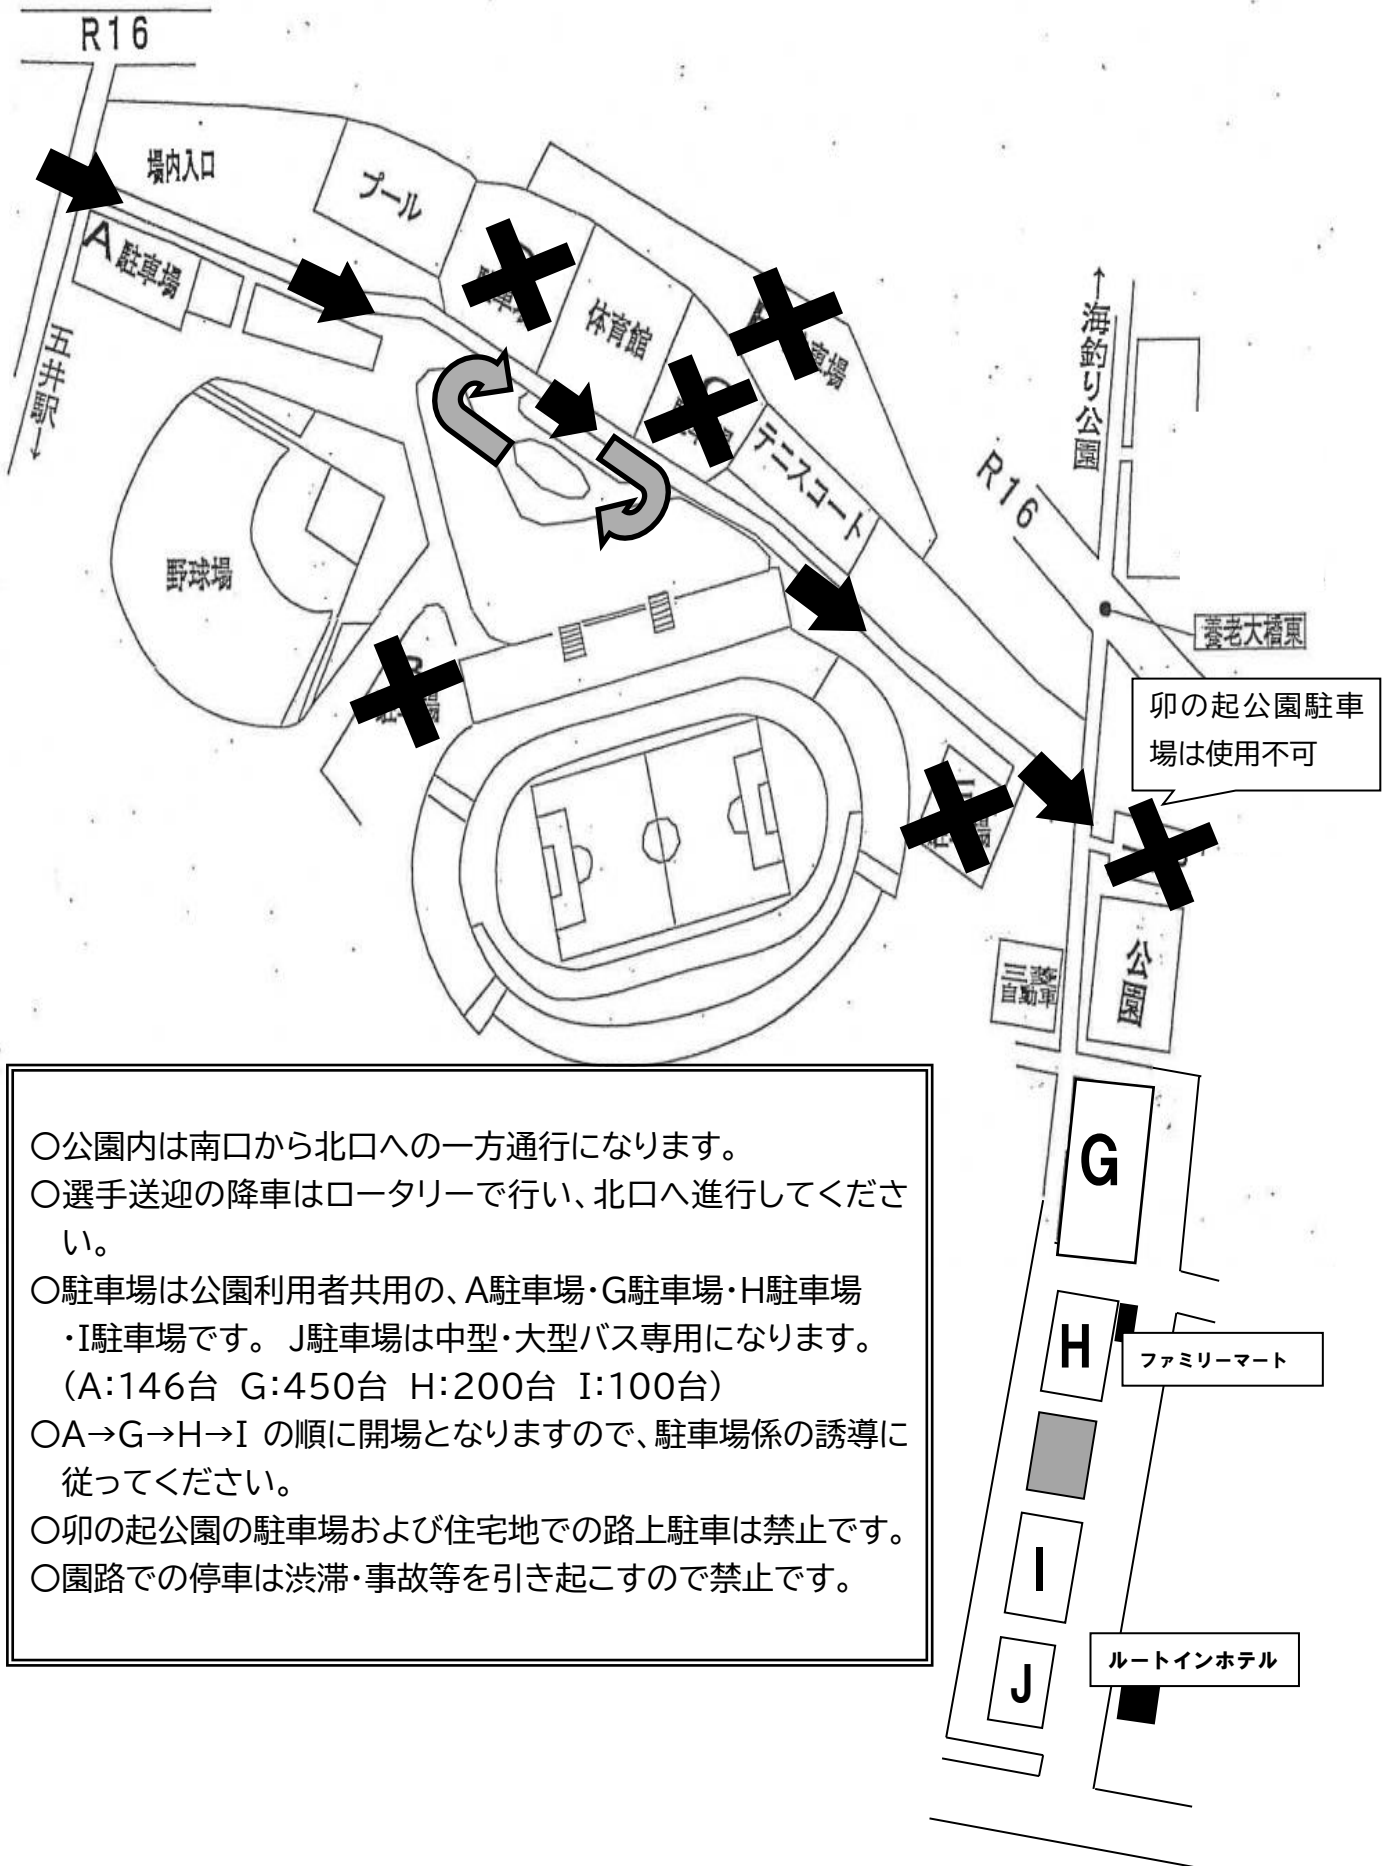 R16
場内入口
プール
A 駐車場
体育館
五井駅→
↑海釣り公園
テニスコート
R16
野球場
養老大橋東
卯の起公園駐車
場は使用不可
三菱
自動車
公園
〇公園内は南口から北口への一方通行になります。
〇選手送迎の降車はロータリーで行い、北口へ進行してくださ
い。
〇駐車場は公園利用者共用の、A駐車場・G駐車場・H駐車場
・I駐車場です。 J駐車場は中型・大型バス専用になります。
(A:146台 G:450台 H:200台 I:100台)
〇A→G→H→I の順に開場となりますので、駐車場係の誘導に
従ってください。
〇卯の起公園の駐車場および住宅地での路上駐車は禁止です。
〇園路での停車は渋滞・事故等を引き起こすので禁止です。
G
H
ファミリーマート
I
J
ルートインホテル